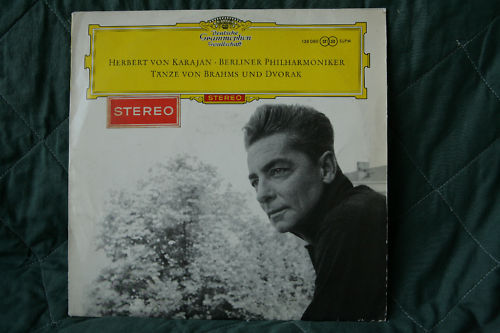 Deutsche
Grammophon
Gesellschaft
Herbert von Karajan · Berliner Philharmoniker
Tänze von Brahms und Dvorak
STEREO
STEREO